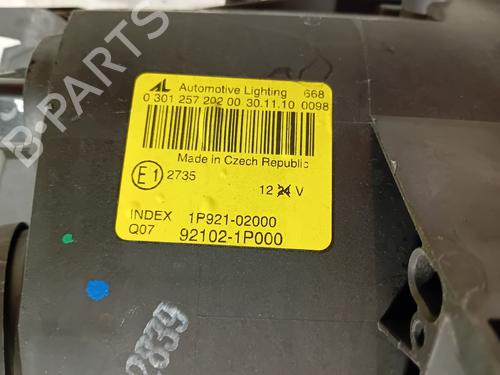 AL Automotive Lighting 668
0 301 257 202 00 30.11.10 0098
Made in Czech Republic
E1 2735
12 24 V
INDEX 1P921-02000
Q07 92102-1P000
2839
B-PARTS